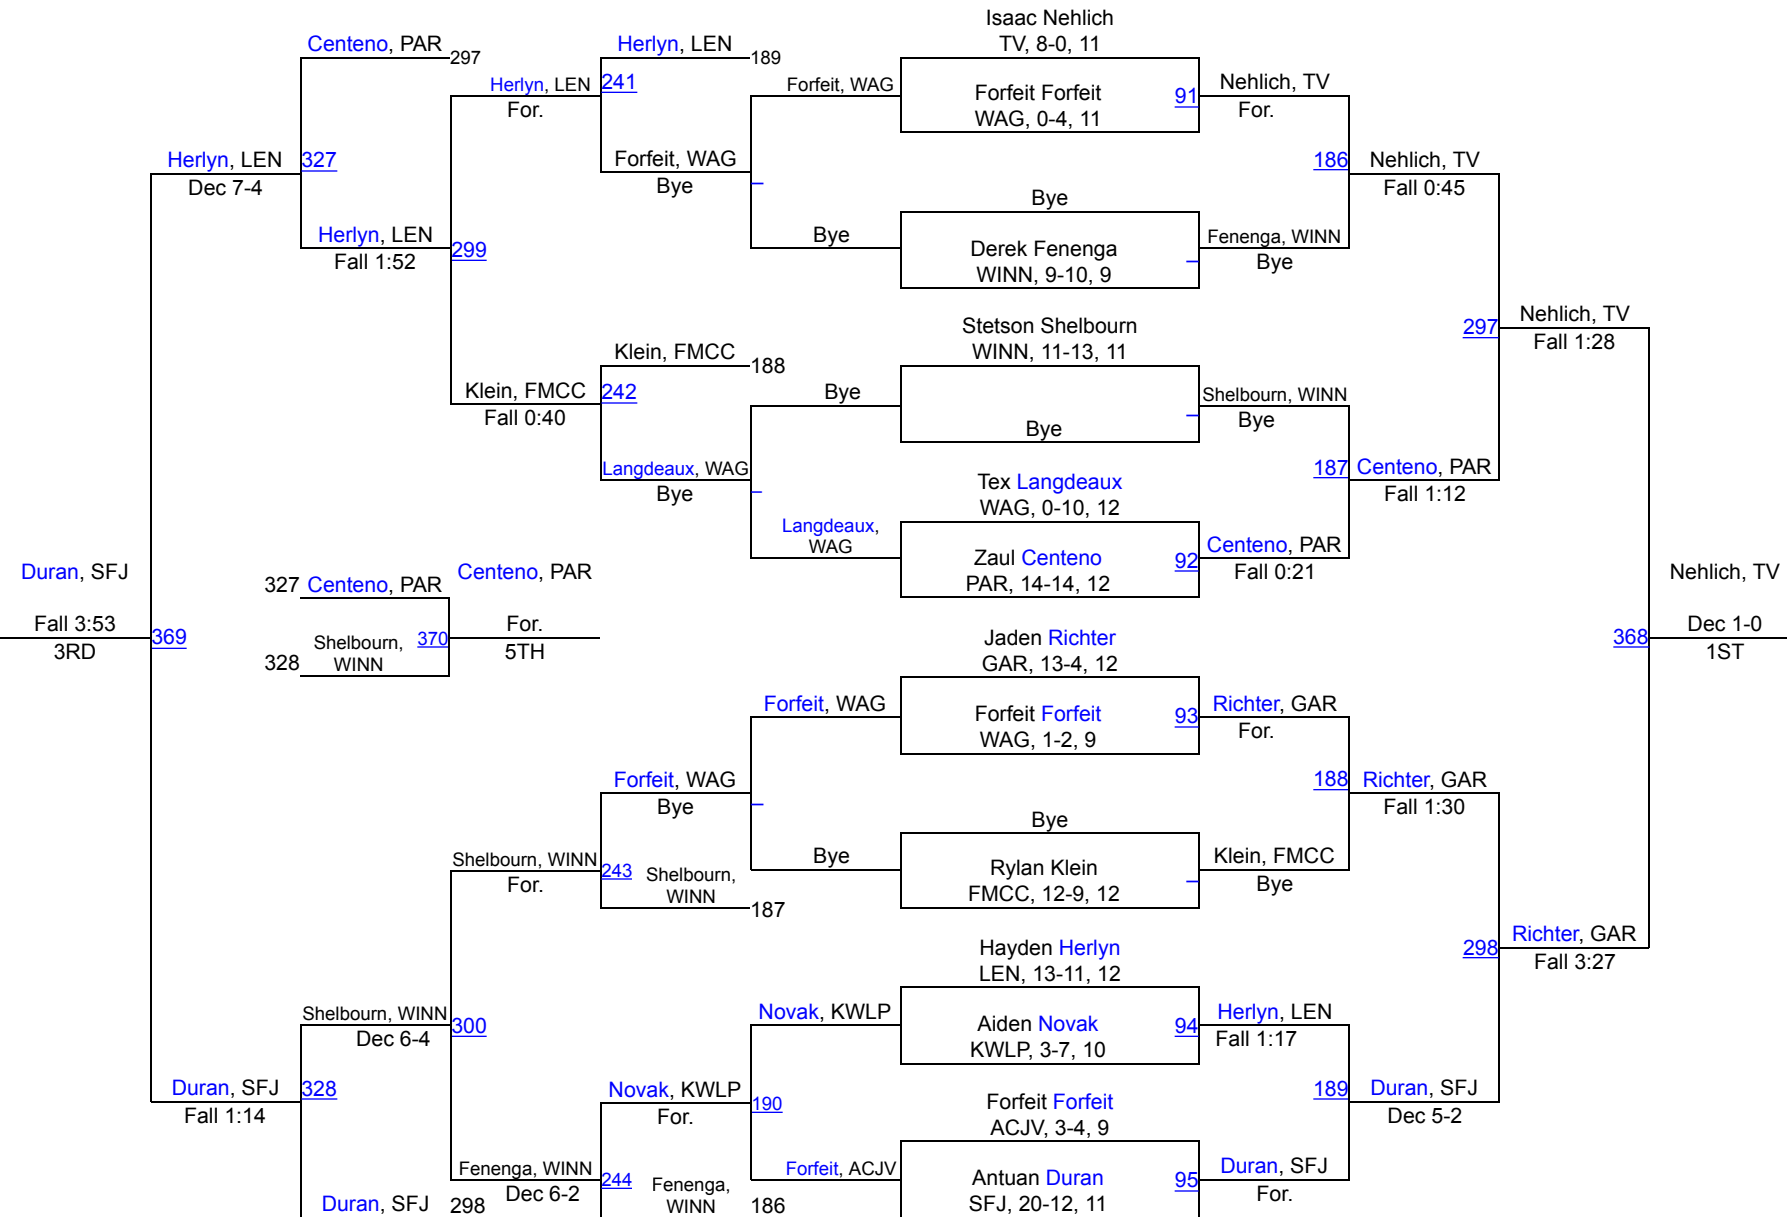 Isaac Nehlich
TV, 8-0, 11
Centeno, PAR
297
Herlyn, LEN
189
Herlyn, LEN
241
For.
Forfeit, WAG
Forfeit Forfeit
WAG, 0-4, 11
91
Nehlich, TV
For.
Herlyn, LEN
327
Dec 7-4
Forfeit, WAG
Bye
186
Nehlich, TV
Fall 0:45
Bye
Herlyn, LEN
Fall 1:52
299
Bye
Derek Fenenga
WINN, 9-10, 9
Fenenga, WINN
Bye
Stetson Shelbourn
WINN, 11-13, 11
297
Nehlich, TV
Fall 1:28
Klein, FMCC
188
Klein, FMCC
242
Fall 0:40
Bye
Bye
Shelbourn, WINN
Bye
Langdeaux, WAG
Bye
Tex Langdeaux
WAG, 0-10, 12
187
Centeno, PAR
Fall 1:12
Langdeaux,
WAG
Zaul Centeno
PAR, 14-14, 12
92
Centeno, PAR
Fall 0:21
Duran, SFJ
Fall 3:53
3RD
369
327
Centeno, PAR
Centeno, PAR
328
Shelbourn,
WINN
370
For.
5TH
Nehlich, TV
368
Dec 1-0
1ST
Jaden Richter
GAR, 13-4, 12
Forfeit, WAG
Forfeit Forfeit
WAG, 1-2, 9
93
Richter, GAR
For.
Forfeit, WAG
Bye
188
Richter, GAR
Fall 1:30
Bye
Shelbourn, WINN
For.
243
Shelbourn,
WINN
187
Bye
Rylan Klein
FMCC, 12-9, 12
Klein, FMCC
Bye
Hayden Herlyn
LEN, 13-11, 12
298
Richter, GAR
Fall 3:27
Shelbourn, WINN
Dec 6-4
300
Novak, KWLP
Aiden Novak
KWLP, 3-7, 10
94
Herlyn, LEN
Fall 1:17
Duran, SFJ
Fall 1:14
328
Novak, KWLP
For.
190
Forfeit Forfeit
ACJV, 3-4, 9
189
Duran, SFJ
Dec 5-2
Fenenga, WINN
Dec 6-2
244
Fenenga,
WINN
186
Forfeit, ACJV
Antuan Duran
SFJ, 20-12, 11
95
Duran, SFJ
For.
Duran, SFJ
298